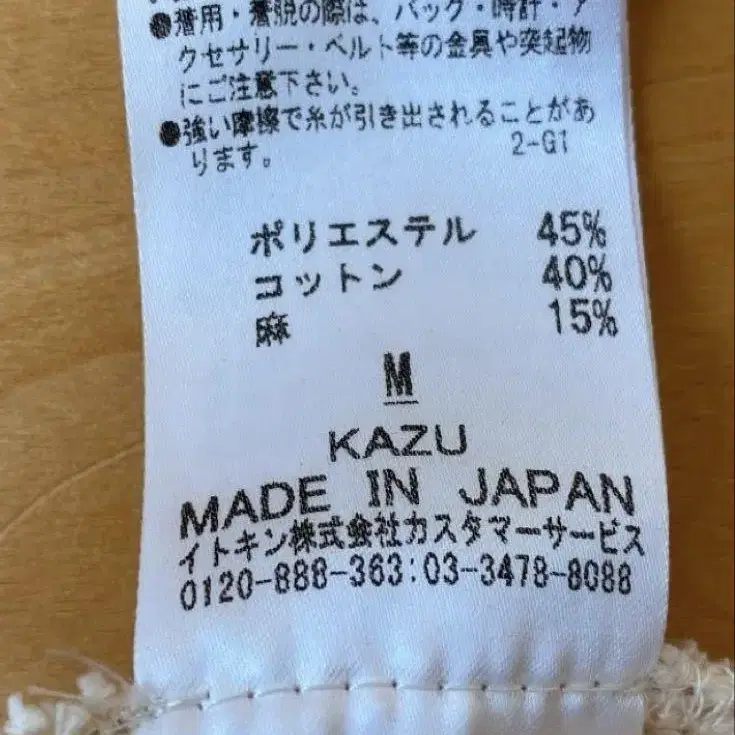 ●着用・着脱の際は、バッグ・時計・ア
クセサリー・ベルト等の金具や突起物
にご注意下さい。
●強い摩擦で糸が引き出されることがあ
ります。 2-G1
ポリエステル 45%
コットン 40%
麻 15%
M
KAZU
MADE IN JAPAN
イトキン株式会社カスタマーサービス
0120-888-363:03-3478-8088